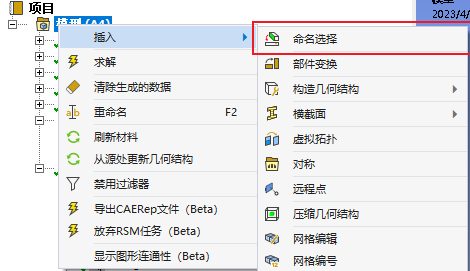 项目
模型 (A4)
插入
求解
清除生成的数据
重命名 F2
刷新材料
从源处更新几何结构
禁用过滤器
导出CAERep文件 (Beta)
放弃RSM任务 (Beta)
显示图形连通性 (Beta)
命名选择
部件变换
构造几何结构
横截面
虚拟拓扑
对称
远程点
压缩几何结构
网格编辑
网格编号
模型
2023/4/